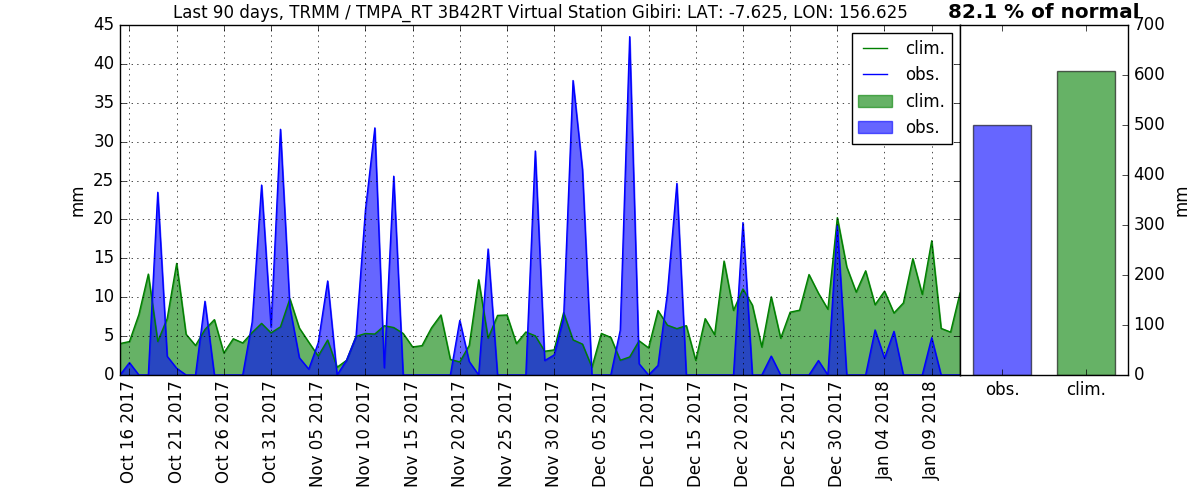 Last 90 days, TRMM / TMPA_RT 3B42RT Virtual Station Gibiri: LAT: -7.625, LON: 156.625
82.1 % of normal
45
40
35
30
25
20
15
10
5
0
mm
clim.
obs.
clim.
obs.
Oct 16 2017
Oct 21 2017
Oct 26 2017
Oct 31 2017
Nov 05 2017
Nov 10 2017
Nov 15 2017
Nov 20 2017
Nov 25 2017
Nov 30 2017
Dec 05 2017
Dec 10 2017
Dec 15 2017
Dec 20 2017
Dec 25 2017
Dec 30 2017
Jan 04 2018
Jan 09 2018
700
600
500
400
300
200
100
0
mm
obs.
clim.